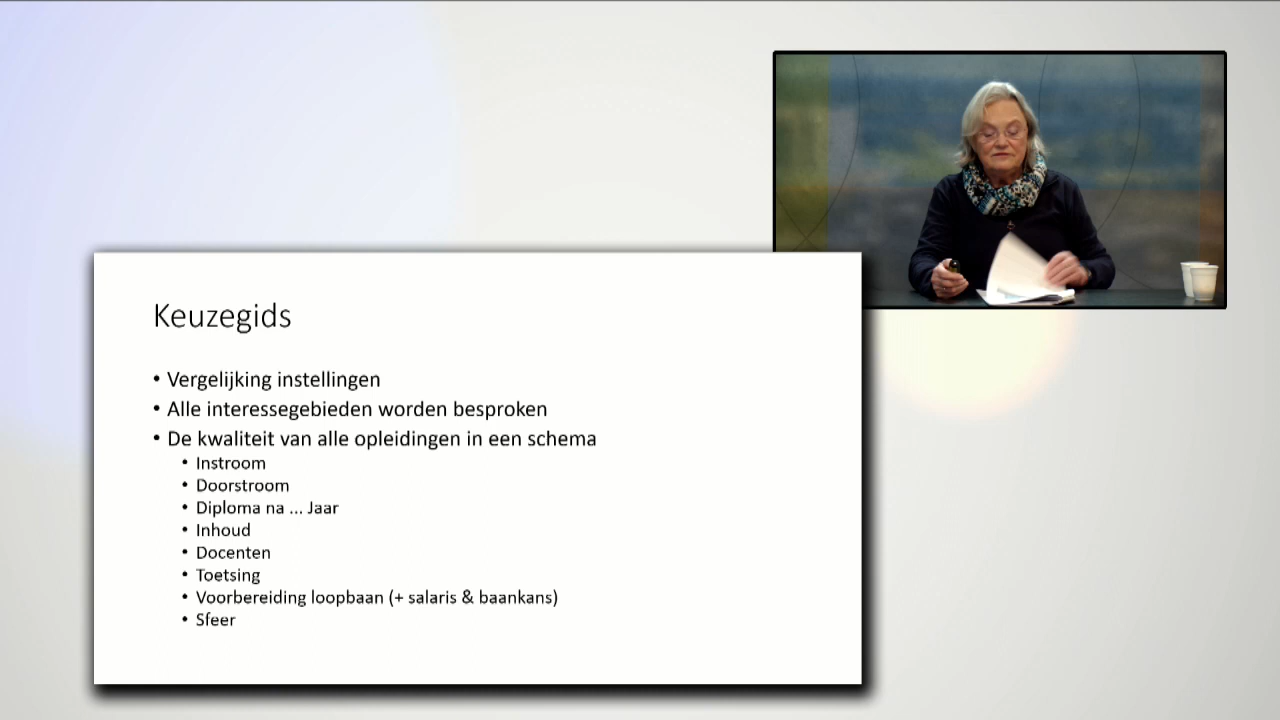 Keuzegids
• Vergelijking instellingen
• Alle interessegebieden worden besproken
• De kwaliteit van alle opleidingen in een schema
• Instroom
• Doorstroom
• Diploma na ... Jaar
• Inhoud
• Docenten
• Toetsing
• Voorbereiding loopbaan (+ salaris & baankans)
• Sfeer